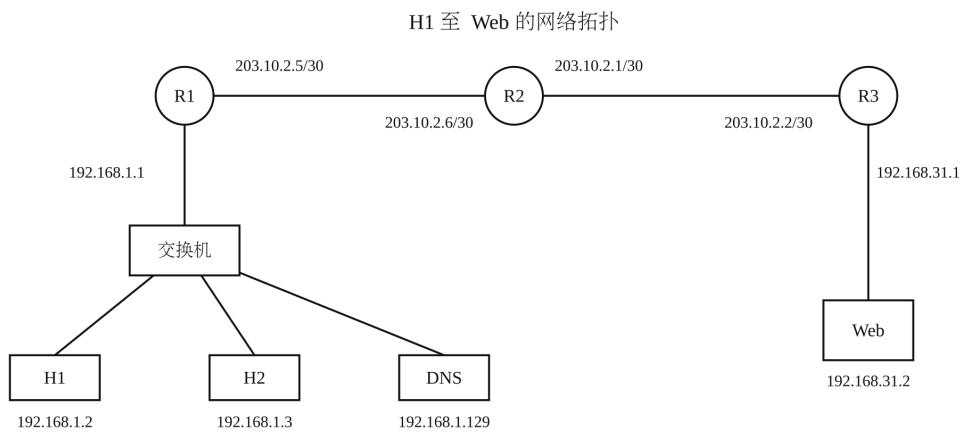 H1 至 Web 的网络拓扑
203.10.2.5/30
203.10.2.1/30
R1
R2
R3
203.10.2.6/30
203.10.2.2/30
192.168.1.1
192.168.31.1
交换机
Web
H1
H2
DNS
192.168.31.2
192.168.1.2
192.168.1.3
192.168.1.129